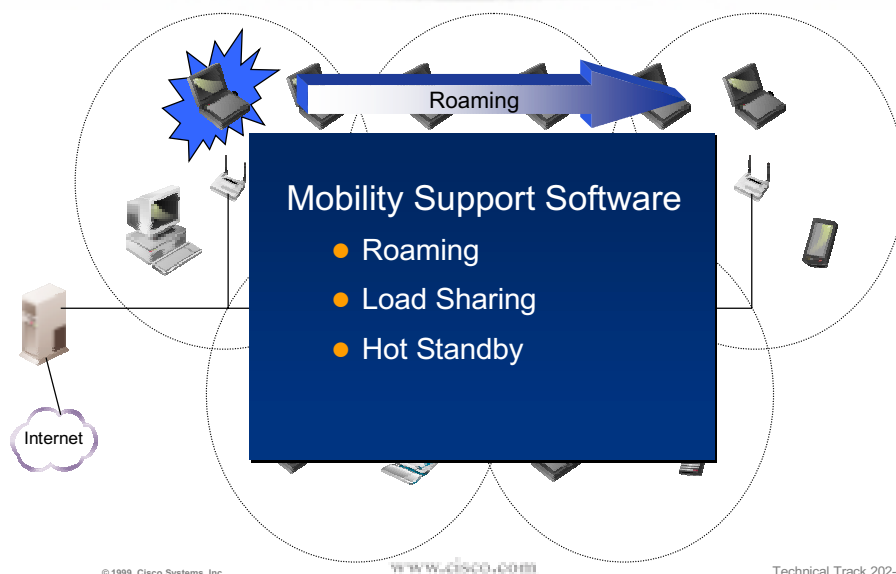 Roaming
Mobility Support Software
Roaming
Load Sharing
Hot Standby
Internet
© 1999, Cisco Systems, Inc.
www.cisco.com
Technical Track 202-